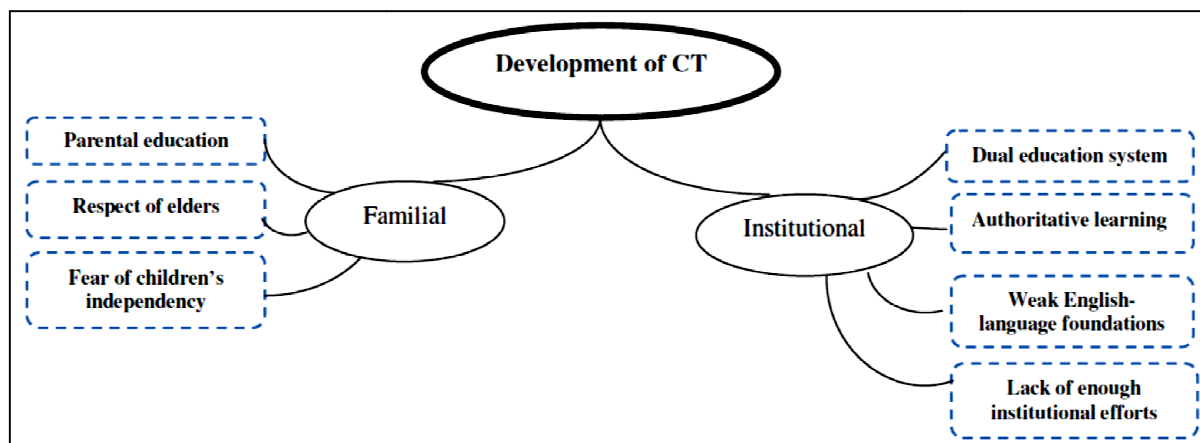 Development of CT
Parental education
Respect of elders
Fear of children’s
independency
Familial
Institutional
Dual education system
Authoritative learning
Weak English-
language foundations
Lack of enough
institutional efforts